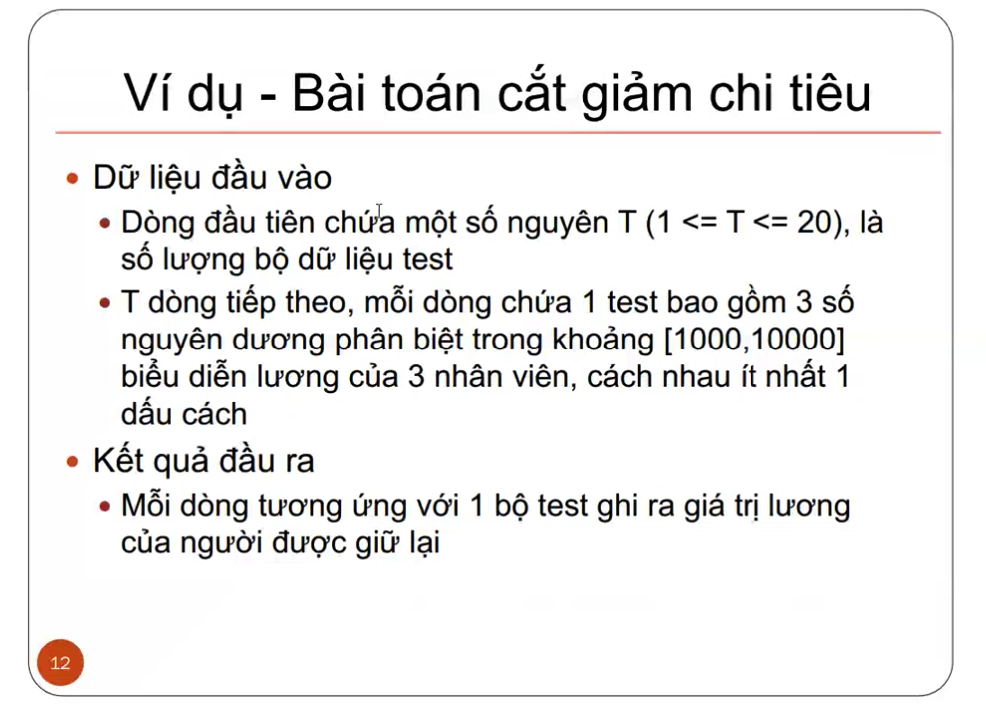 Ví dụ - Bài toán cắt giảm chi tiêu
• Dữ liệu đầu vào
• Dòng đầu tiên chứa một số nguyên T (1 <= T <= 20), là
số lượng bộ dữ liệu test
• T dòng tiếp theo, mỗi dòng chứa 1 test bao gồm 3 số
nguyên dương phân biệt trong khoảng [1000,10000]
biểu diễn lương của 3 nhân viên, cách nhau ít nhất 1
dấu cách
• Kết quả đầu ra
• Mỗi dòng tương ứng với 1 bộ test ghi ra giá trị lương
của người được giữ lại
12